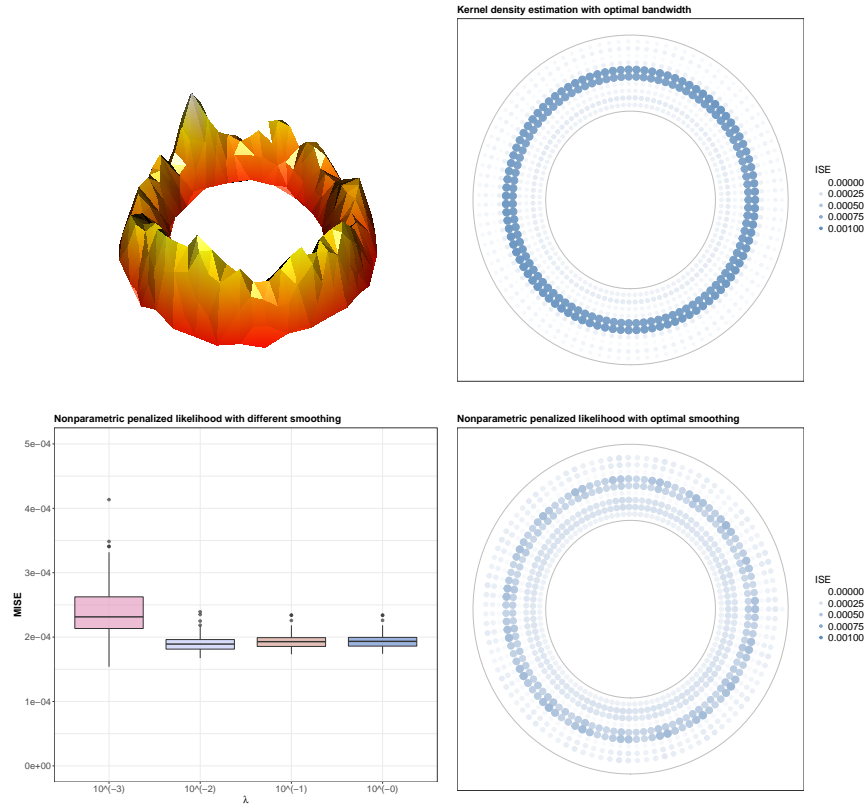 Kernel density estimation with optimal bandwidth
ISE
0.00000
0.00025
0.00050
0.00075
0.00100
Nonparametric penalized likelihood with different smoothing
5e−04
4e−04
3e−04
2e−04
1e−04
0e+00
MISE
10^(−3)
10^(−2)
10^(−1)
10^(−0)
λ
Nonparametric penalized likelihood with optimal smoothing
ISE
0.00000
0.00025
0.00050
0.00075
0.00100